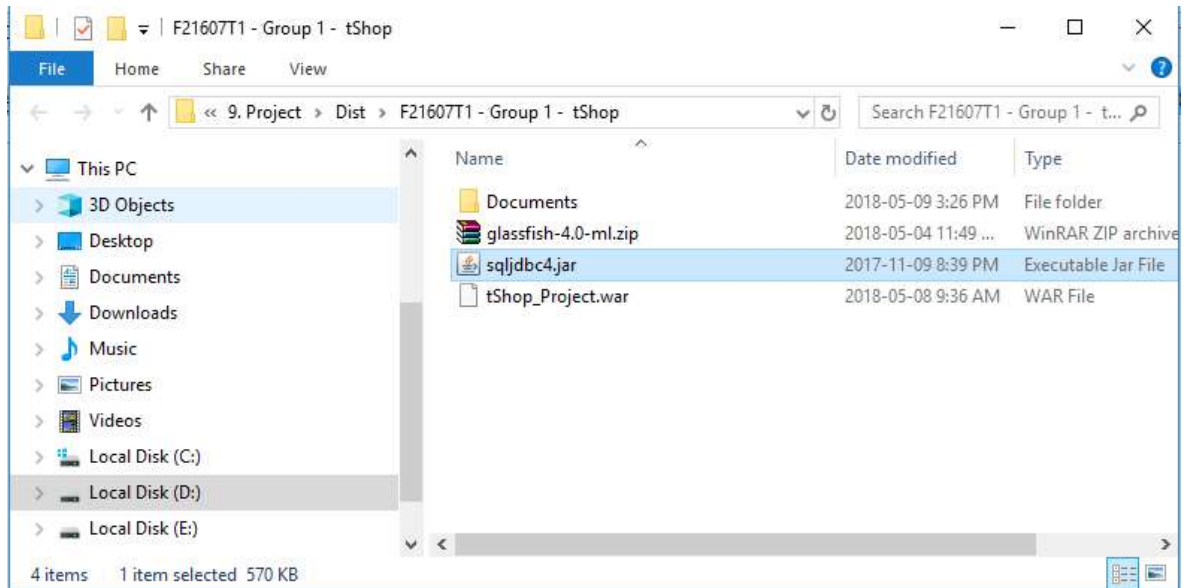 F21607T1 - Group 1 - tShop
File Home Share View
« 9. Project › Dist › F21607T1 - Group 1 - tShop
Search F21607T1 - Group 1 - t...
This PC
3D Objects
Desktop
Documents
Downloads
Music
Pictures
Videos
Local Disk (C:)
Local Disk (D:)
Local Disk (E:)
Name Date modified Type
Documents 2018-05-09 3:26 PM File folder
glassfish-4.0-ml.zip 2018-05-04 11:49 ... WinRAR ZIP archive
sqljdbc4.jar 2017-11-09 8:39 PM Executable Jar File
tShop_Project.war 2018-05-08 9:36 AM WAR File
4 items 1 item selected 570 KB